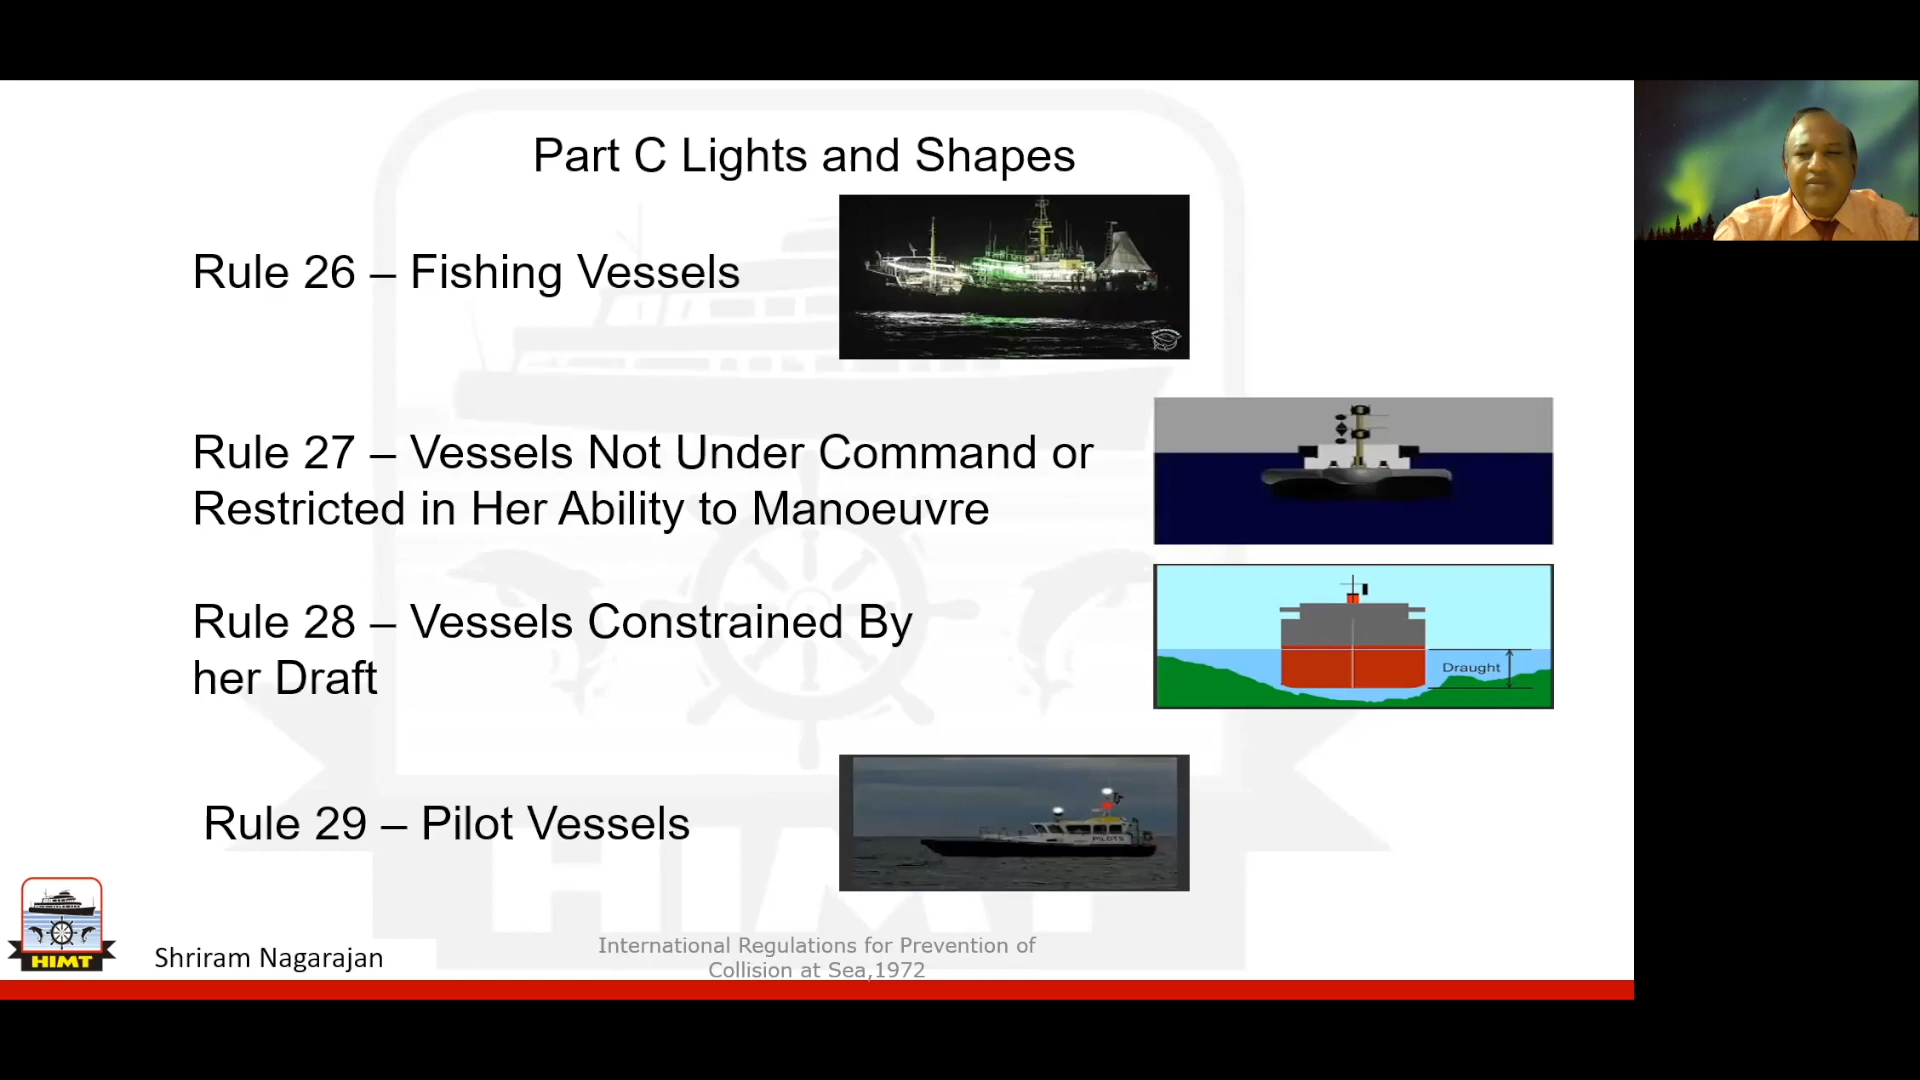 Part C Lights and Shapes
Rule 26 – Fishing Vessels
Rule 27 – Vessels Not Under Command or
Restricted in Her Ability to Manoeuvre
Rule 28 – Vessels Constrained By
her Draft
Draught
Rule 29 – Pilot Vessels
PILOTS
HIMT
HIMT
Shriram Nagarajan
International Regulations for Prevention of
Collision at Sea,1972